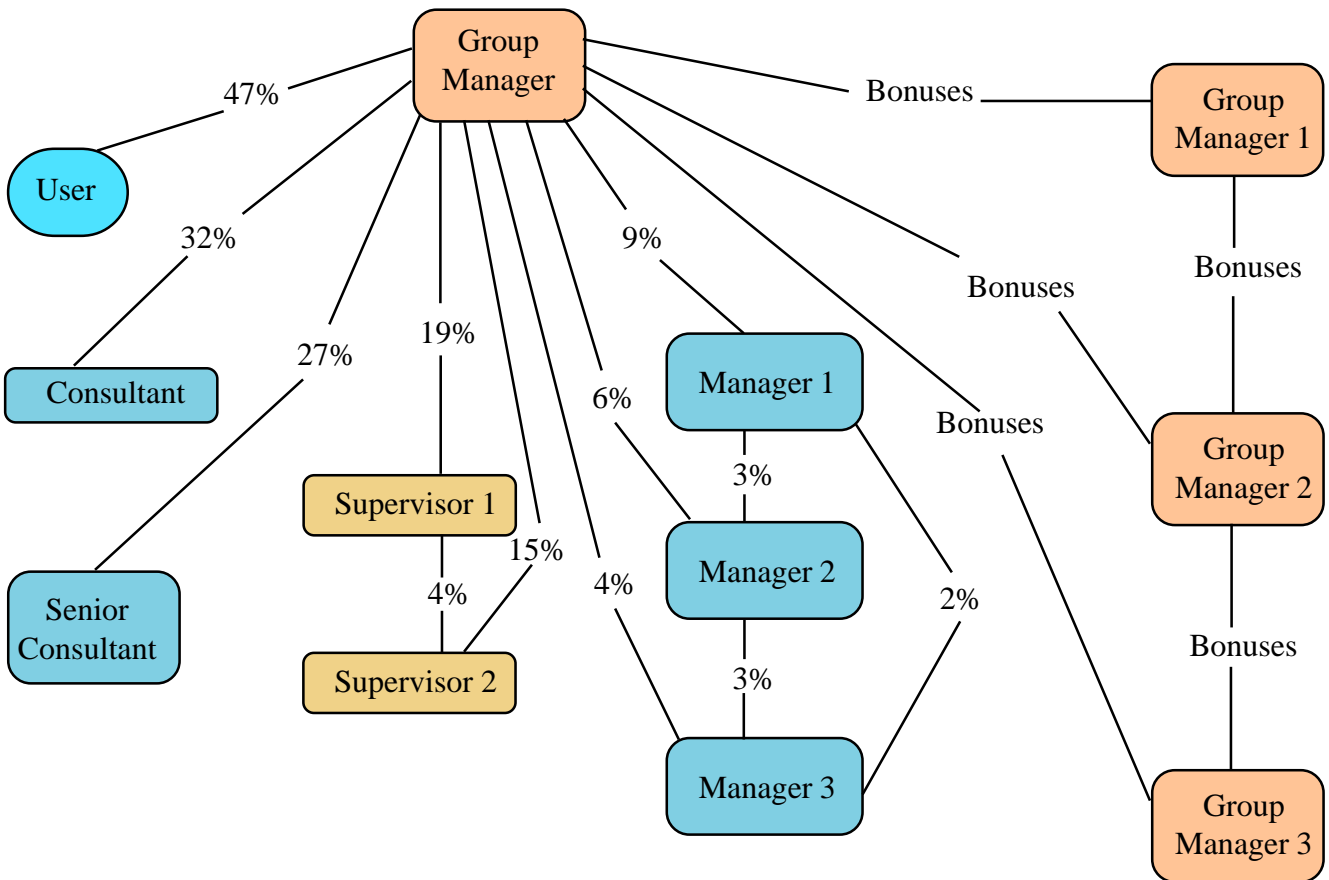 Group
Manager
47%
Bonuses
Group
Manager 1
User
32%
9%
Bonuses
Bonuses
19%
27%
Manager 1
Consultant
6%
Bonuses
3%
Group
Manager 2
Supervisor 1
15%
Manager 2
4%
4%
2%
Senior
Consultant
Bonuses
Supervisor 2
3%
Manager 3
Group
Manager 3